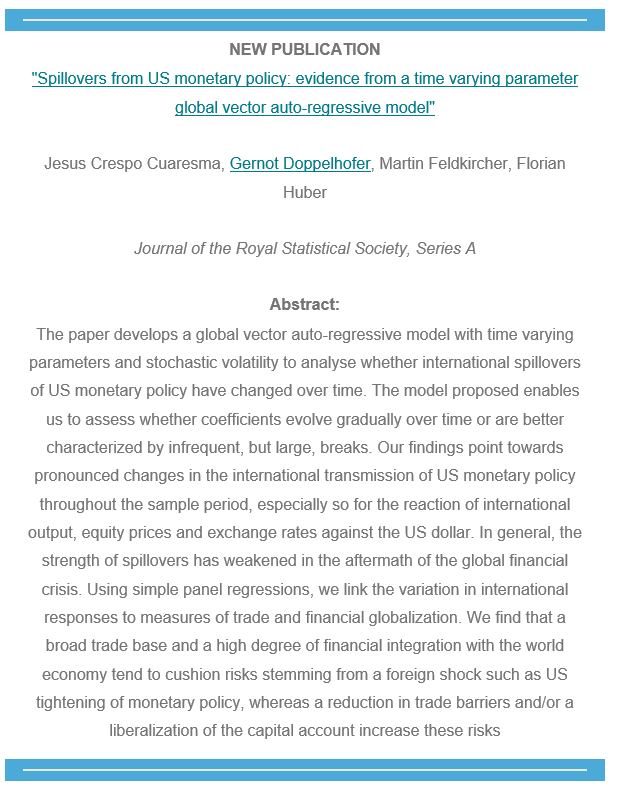 NEW PUBLICATION
"Spillovers from US monetary policy: evidence from a time varying parameter
global vector auto-regressive model"
Jesus Crespo Cuaresma, Gernot Doppelhofer, Martin Feldkircher, Florian
Huber
Journal of the Royal Statistical Society, Series A
Abstract:
The paper develops a global vector auto-regressive model with time varying
parameters and stochastic volatility to analyse whether international spillovers
of US monetary policy have changed over time. The model proposed enables
us to assess whether coefficients evolve gradually over time or are better
characterized by infrequent, but large, breaks. Our findings point towards
pronounced changes in the international transmission of US monetary policy
throughout the sample period, especially so for the reaction of international
output, equity prices and exchange rates against the US dollar. In general, the
strength of spillovers has weakened in the aftermath of the global financial
crisis. Using simple panel regressions, we link the variation in international
responses to measures of trade and financial globalization. We find that a
broad trade base and a high degree of financial integration with the world
economy tend to cushion risks stemming from a foreign shock such as US
tightening of monetary policy, whereas a reduction in trade barriers and/or a
liberalization of the capital account increase these risks